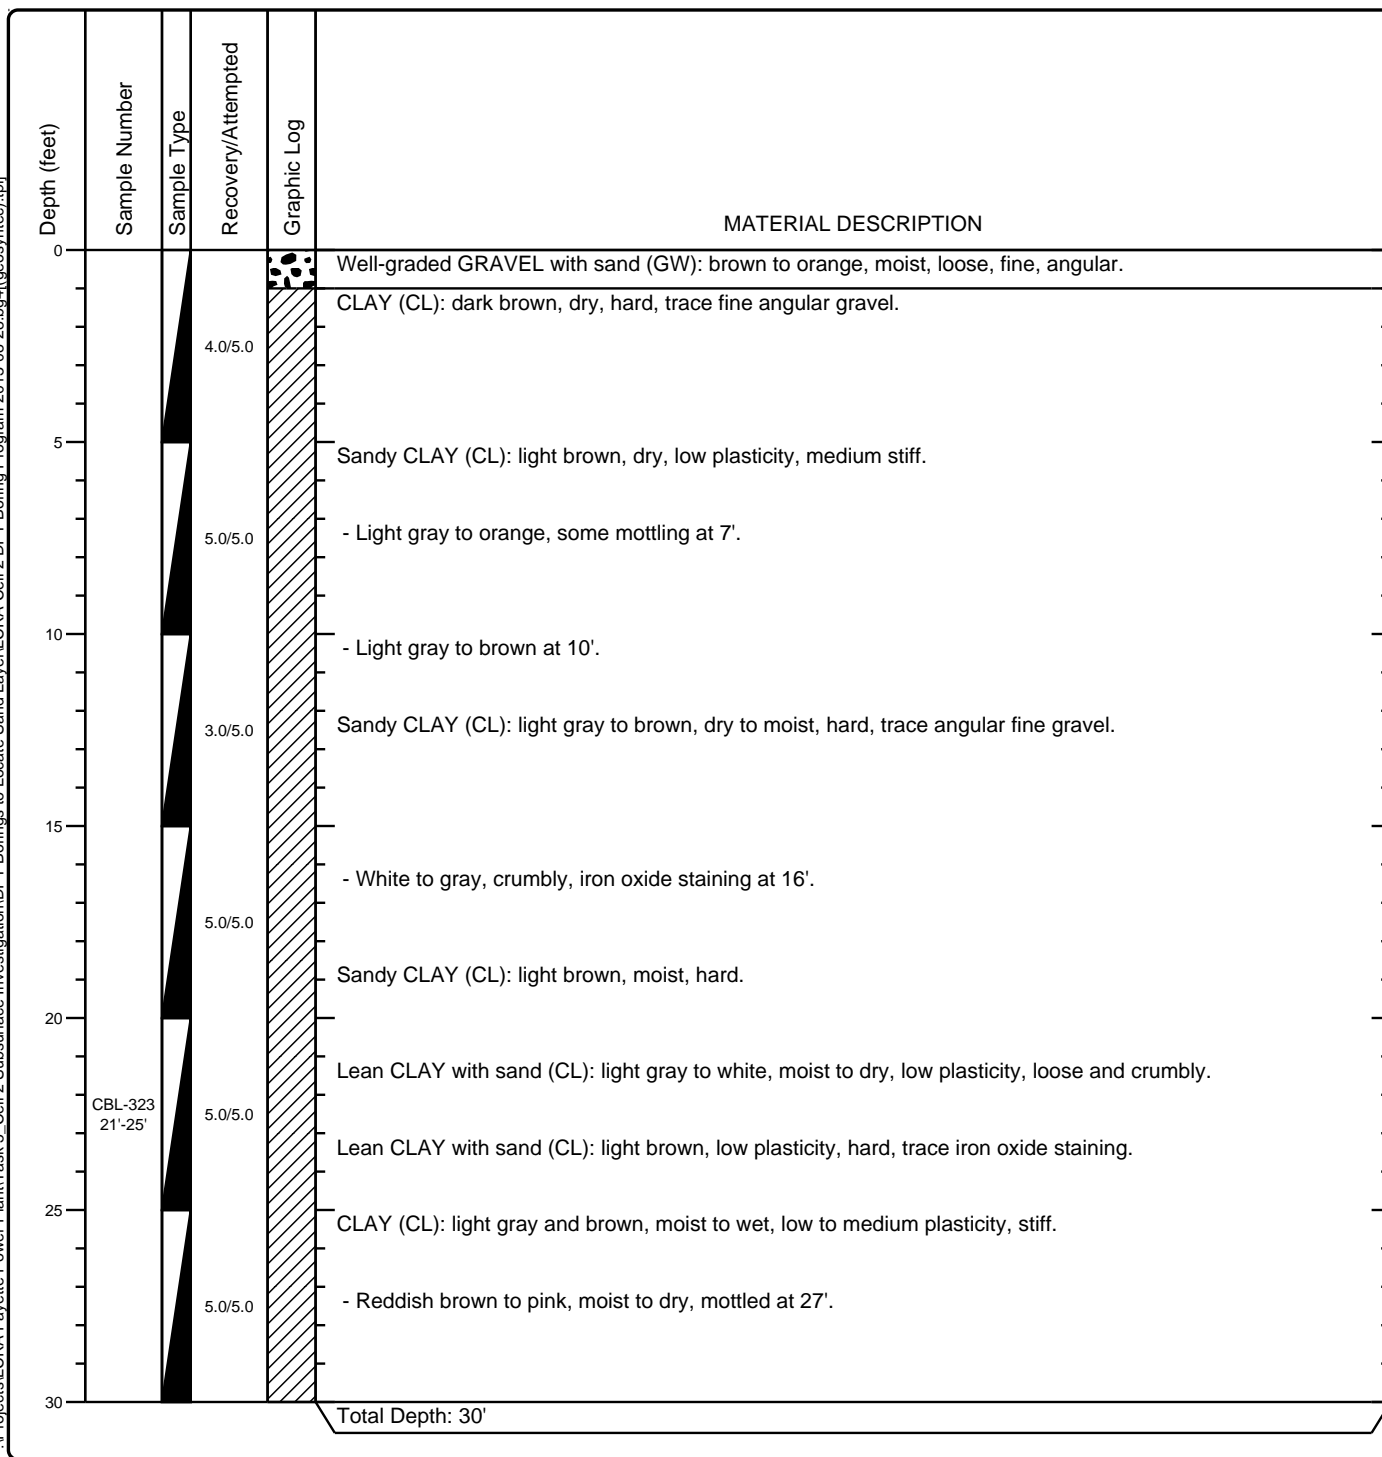 Depth (feet)
Sample Number
Sample Type
Recovery/Attempted
Graphic Log
MATERIAL DESCRIPTION
0
Well-graded GRAVEL with sand (GW): brown to orange, moist, loose, fine, angular.
CLAY (CL): dark brown, dry, hard, trace fine angular gravel.
4.0/5.0
5
Sandy CLAY (CL): light brown, dry, low plasticity, medium stiff.
5.0/5.0
- Light gray to orange, some mottling at 7'.
10
- Light gray to brown at 10'.
3.0/5.0
Sandy CLAY (CL): light gray to brown, dry to moist, hard, trace angular fine gravel.
15
- White to gray, crumbly, iron oxide staining at 16'.
5.0/5.0
Sandy CLAY (CL): light brown, moist, hard.
20
Lean CLAY with sand (CL): light gray to white, moist to dry, low plasticity, loose and crumbly.
CBL-323
21'-25'
5.0/5.0
Lean CLAY with sand (CL): light brown, low plasticity, hard, trace iron oxide staining.
25
CLAY (CL): light gray and brown, moist to wet, low to medium plasticity, stiff.
5.0/5.0
- Reddish brown to pink, moist to dry, mottled at 27'.
30
Total Depth: 30'